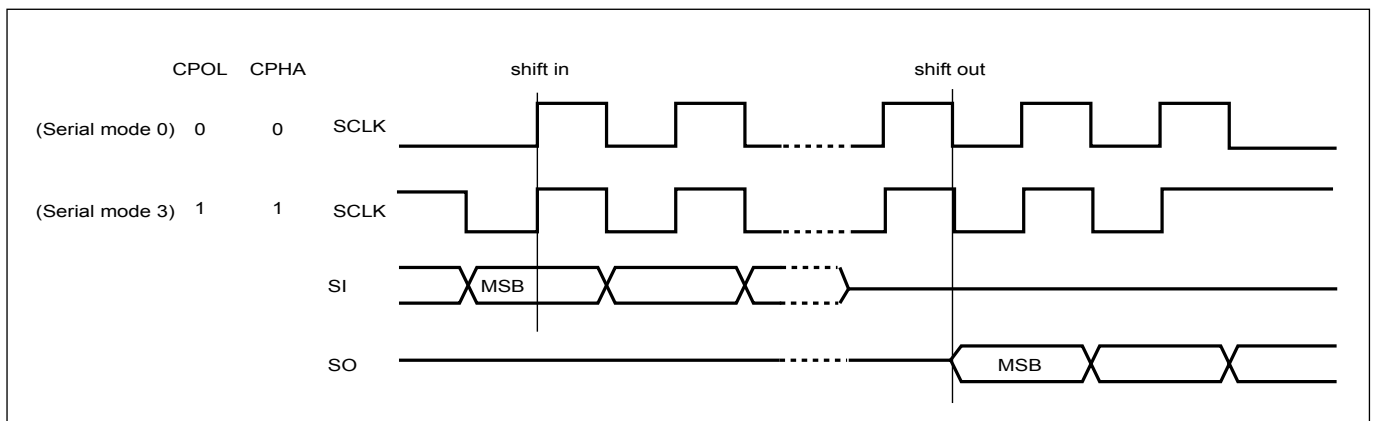 CPOL CPHA shift in shift out
(Serial mode 0) 0 0 SCLK
(Serial mode 3) 1 1 SCLK
SI MSB
SO MSB